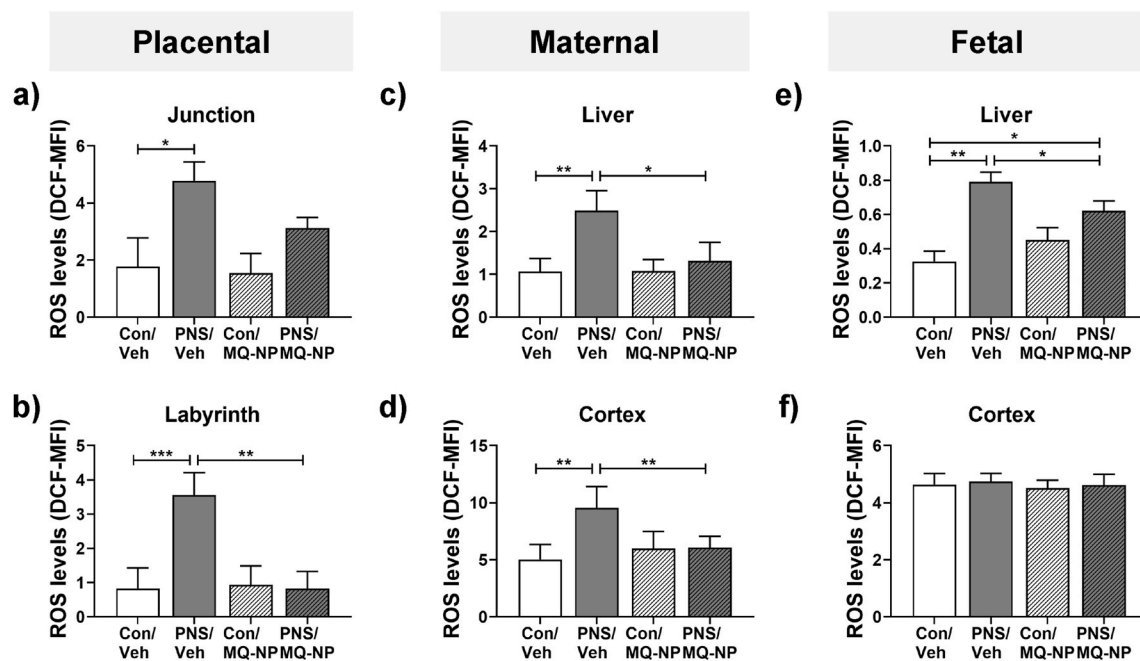 Placental
Maternal
Fetal
a)
Junction
ROS levels (DCF-MFI)
6
4
2
0
*
Con/ PNS/ Con/ PNS/
Veh Veh MQ-NP MQ-NP
c)
Liver
ROS levels (DCF-MFI)
4
3
2
1
0
** *
Con/ PNS/ Con/ PNS/
Veh Veh MQ-NP MQ-NP
e)
Liver
ROS levels (DCF-MFI)
1.0
0.8
0.6
0.4
0.2
0.0
*
** *
Con/ PNS/ Con/ PNS/
Veh Veh MQ-NP MQ-NP
b)
Labyrinth
ROS levels (DCF-MFI)
5
4
3
2
1
0
*** **
Con/ PNS/ Con/ PNS/
Veh Veh MQ-NP MQ-NP
d)
Cortex
ROS levels (DCF-MFI)
15
10
5
0
** **
Con/ PNS/ Con/ PNS/
Veh Veh MQ-NP MQ-NP
f)
Cortex
ROS levels (DCF-MFI)
6
4
2
0
Con/ PNS/ Con/ PNS/
Veh Veh MQ-NP MQ-NP